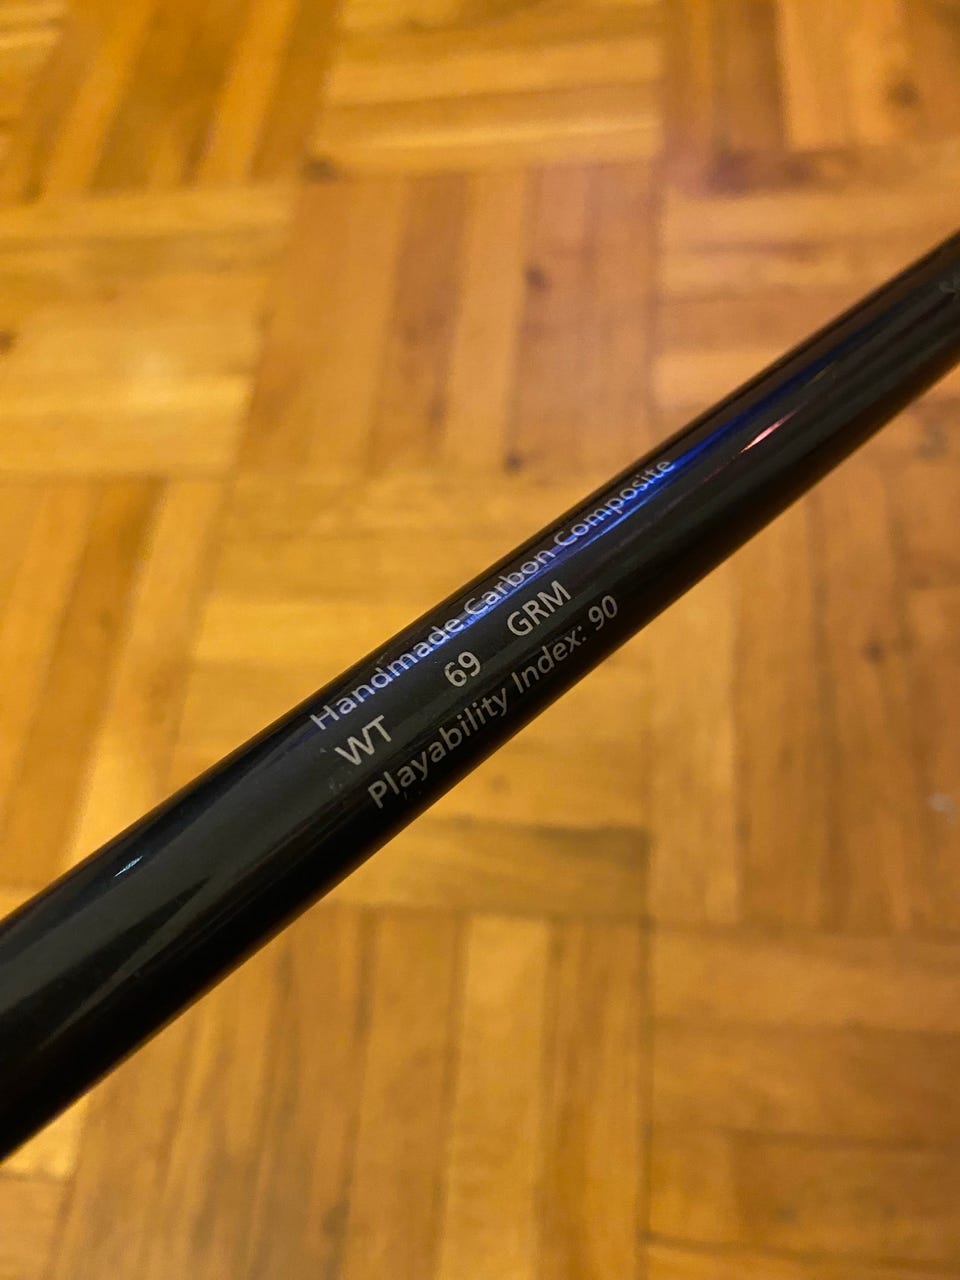 Handmade Carbon Composite
WT 69 GRM
Playability Index: 90